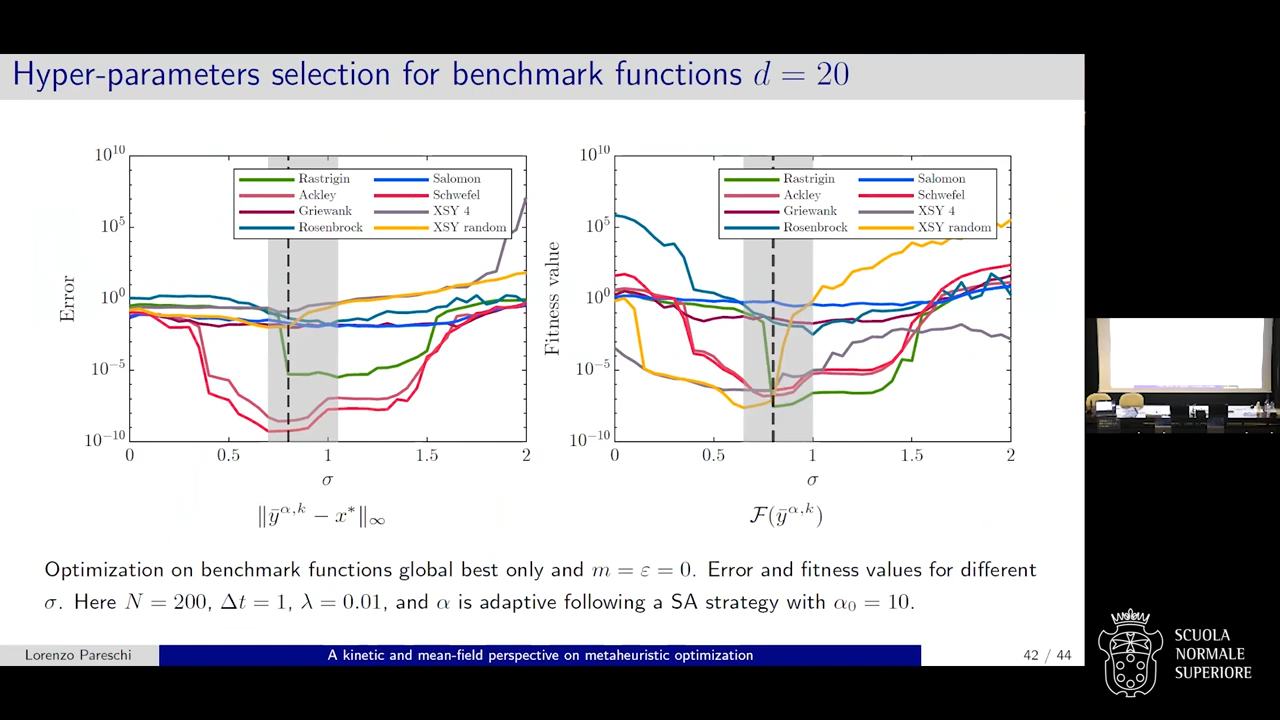 Hyper-parameters selection for benchmark functions d = 20
10^10
10^5
10^0
10^-5
10^-10
Error
Rastrigin
Ackley
Griewank
Rosenbrock
Salomon
Schwefel
XSY 4
XSY random
0 0.5 1 1.5 2
σ
‖ȳ^{α,k} − x*‖∞
10^10
10^5
10^0
10^-5
10^-10
Fitness value
Rastrigin
Ackley
Griewank
Rosenbrock
Salomon
Schwefel
XSY 4
XSY random
0 0.5 1 1.5 2
σ
F(ȳ^{α,k})
Optimization on benchmark functions global best only and m = ε = 0. Error and fitness values for different
σ. Here N = 200, Δt = 1, λ = 0.01, and α is adaptive following a SA strategy with α₀ = 10.
Lorenzo Pareschi
A kinetic and mean-field perspective on metaheuristic optimization
42 / 44
SCUOLA
NORMALE
SUPERIORE